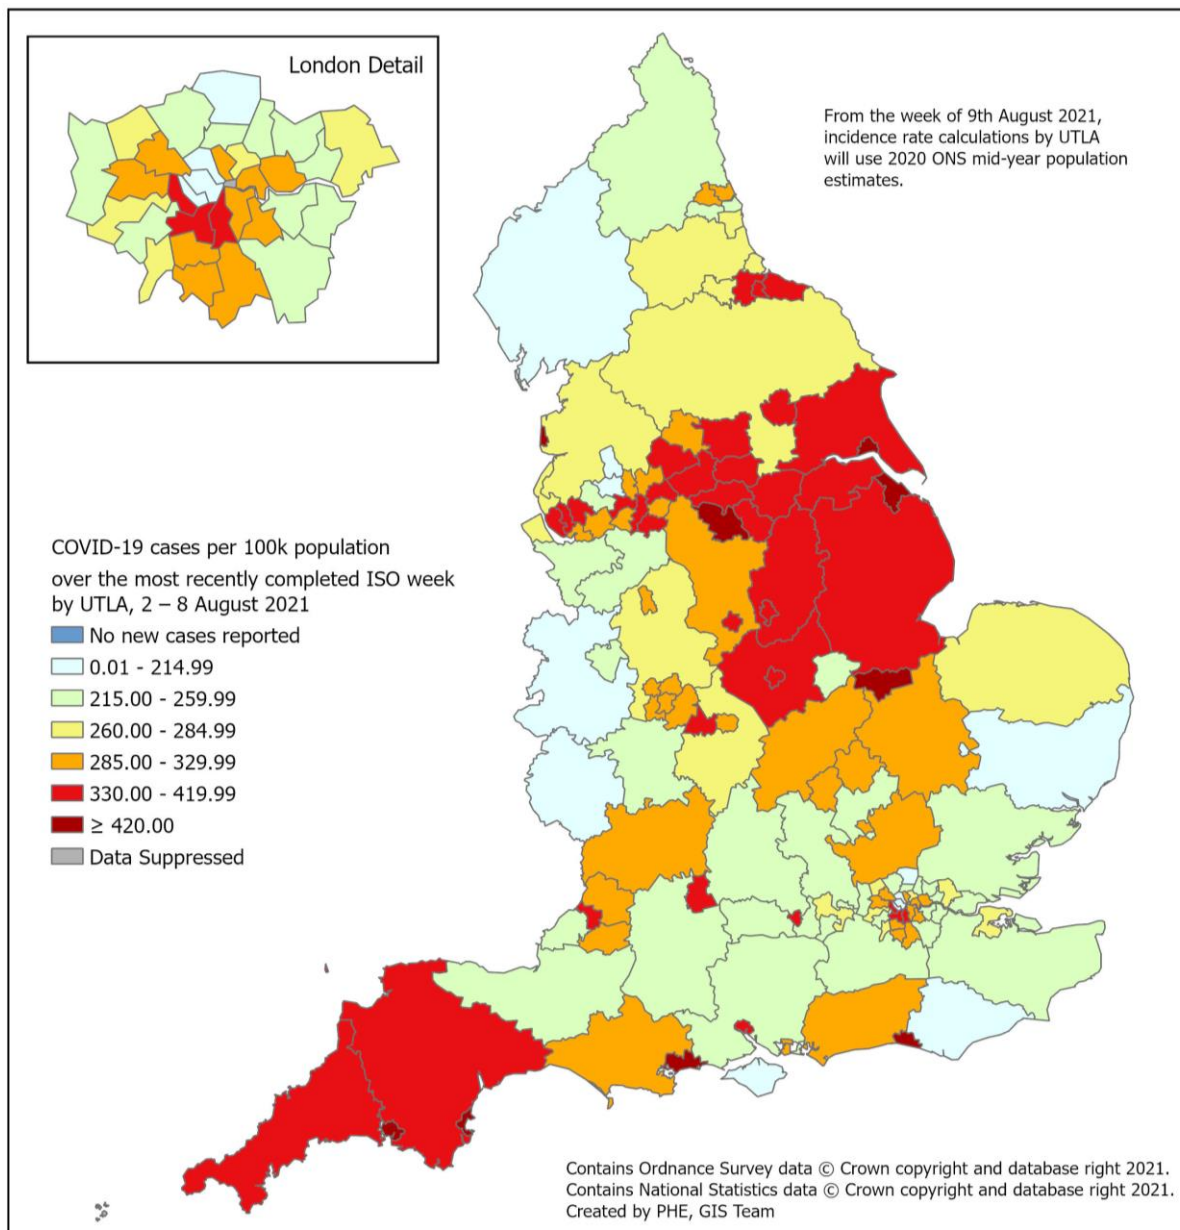 London Detail
From the week of 9th August 2021,
incidence rate calculations by UTLA
will use 2020 ONS mid-year population
estimates.
COVID-19 cases per 100k population
over the most recently completed ISO week
by UTLA, 2 – 8 August 2021
No new cases reported
0.01 - 214.99
215.00 - 259.99
260.00 - 284.99
285.00 - 329.99
330.00 - 419.99
≥ 420.00
Data Suppressed
Contains Ordnance Survey data © Crown copyright and database right 2021.
Contains National Statistics data © Crown copyright and database right 2021.
Created by PHE, GIS Team